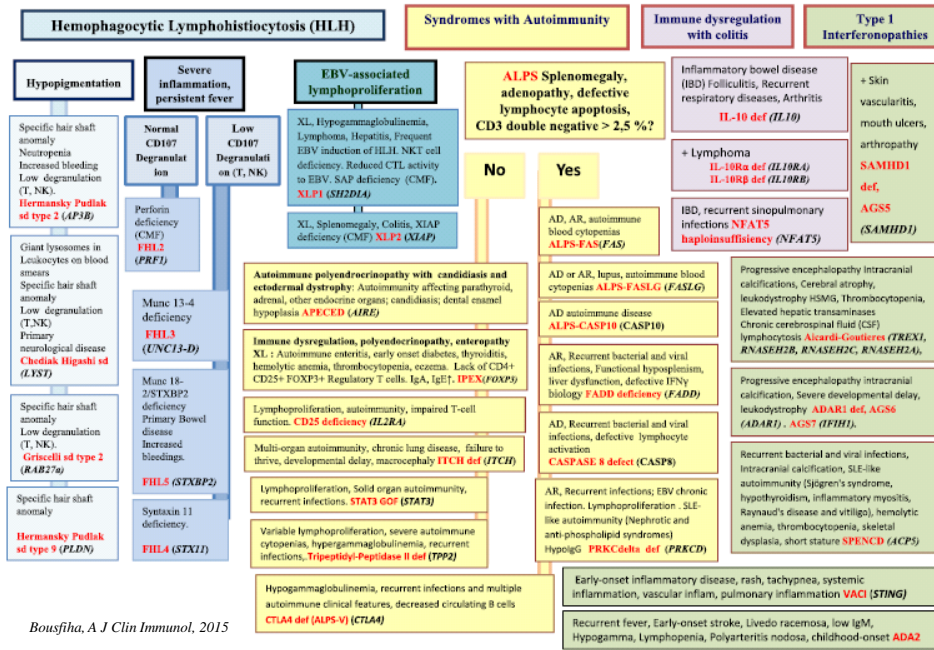 Hemophagocytic Lymphohistiocytosis (HLH)
Hypopigmentation
Specific hair shaft
anomaly
Neutropenia
Increased bleeding
Low degranulation
(T, NK).
Hermansky Pudlak
sd type 2 (AP3B)
Giant lysosomes in
Leukocytes on blood
smears
Specific hair shaft
anomaly
Low degranulation
(T,NK)
Primary
neurological disease
Chediak Higashi sd
(LYST)
Specific hair shaft
anomaly
Low degranulation
(T, NK).
Griscelli sd type 2
(RAB27a)
Specific hair shaft
anomaly
Hermansky Pudlak
sd type 9 (PLDN)
Severe
inflammation,
persistent fever
Normal
CD107
Degranulat
ion
Perforin
deficiency
(CMF)
FHL2
(PRF1)
Munc 13-4
deficiency
FHL3
(UNC13-D)
Munc 18-
2/STXBP2
deficiency
Primary Bowel
disease
Increased
bleedings.
FHL5 (STXBP2)
Syntaxin 11
deficiency.
FHL4 (STX11)
Low
CD107
Degranulati
on (T, NK)
EBV-associated
lymphoproliferation
XL, Hypogammaglobulinemia,
Lymphoma, Hepatitis, Frequent
EBV induction of HLH. NKT cell
deficiency. Reduced CTL activity
to EBV. SAP deficiency (CMF).
XLP1 (SH2D1A)
XL, Splenomegaly, Colitis, XIAP
deficiency (CMF) XLP2 (XIAP)
Syndromes with Autoimmunity
ALPS Splenomegaly,
adenopathy, defective
lymphocyte apoptosis,
CD3 double negative > 2,5 %?
No
Yes
Autoimmune polyendocrinopathy with candidiasis and
ectodermal dystrophy: Autoimmunity affecting parathyroid,
adrenal, other endocrine organs; candidiasis; dental enamel
hypoplasia APECED (AIRE)
Immune dysregulation, polyendocrinopathy, enteropathy
XL : Autoimmune enteritis, early onset diabetes, thyroiditis,
hemolytic anemia, thrombocytopenia, eczema. Lack of CD4+
CD25+ FOXP3+ Regulatory T cells. IgA, IgE↑. IPEX(FOXP3)
Lymphoproliferation, autoimmunity, impaired T-cell
function. CD25 deficiency (IL2RA)
Multi-organ autoimmunity, chronic lung disease, failure to
thrive, developmental delay, macrocephaly ITCH def (ITCH)
Lymphoproliferation, Solid organ autoimmunity,
recurrent infections. STAT3 GOF (STAT3)
Variable lymphoproliferation, severe autoimmune
cytopenias, hypergammaglobulinemia, recurrent
infections,.Tripeptidyl-Peptidase II def (TPP2)
Hypogammaglobulinemia, recurrent infections and multiple
autoimmune clinical features, decreased circulating B cells
CTLA4 def (ALPS-V) (CTLA4)
AD, AR, autoimmune
blood cytopenias
ALPS-FAS(FAS)
AD or AR, lupus, autoimmune blood
cytopenias ALPS-FASLG (FASLG)
AD autoimmune disease
ALPS-CASP10 (CASP10)
AR, Recurrent bacterial and viral
infections, Functional hyposplenism,
liver dysfunction, defective IFNγ
biology FADD deficiency (FADD)
AD, Recurrent bacterial and viral
infections, defective lymphocyte
activation
CASPASE 8 defect (CASP8)
AR, Recurrent infections; EBV chronic
infection. Lymphoproliferation . SLE-
like autoimmunity (Nephrotic and
anti-phospholipid syndromes)
HypoIgG PRKCdelta def (PRKCD)
Immune dysregulation
with colitis
Inflammatory bowel disease
(IBD) Folliculitis, Recurrent
respiratory diseases, Arthritis
IL-10 def (IL10)
+ Lymphoma
IL-10Rα def (IL10RA)
IL-10Rβ def (IL10RB)
IBD, recurrent sinopulmonary
infections NFAT5
haploinsuffisiency (NFAT5)
Type 1
Interferonopathies
+ Skin
vascularitis,
mouth ulcers,
arthropathy
SAMHD1
def,
AGS5
(SAMHD1)
Progressive encephalopathy Intracranial
calcifications, Cerebral atrophy,
leukodystrophy HSMG, Thrombocytopenia,
Elevated hepatic transaminases
Chronic cerebrospinal fluid (CSF)
lymphocytosis Aicardi-Goutieres (TREX1,
RNASEH2B, RNASEH2C, RNASEH2A),
Progressive encephalopathy intracranial
calcification, Severe developmental delay,
leukodystrophy ADAR1 def, AGS6
(ADAR1) . AGS7 (IFIH1).
Recurrent bacterial and viral infections,
Intracranial calcification, SLE-like
autoimmunity (Sjögren's syndrome,
hypothyroidism, inflammatory myositis,
Raynaud's disease and vitiligo), hemolytic
anemia, thrombocytopenia, skeletal
dysplasia, short stature SPENCD (ACP5)
Early-onset inflammatory disease, rash, tachypnea, systemic
inflammation, vascular inflam, pulmonary inflammation VACI (STING)
Recurrent fever, Early-onset stroke, Livedo racemosa, low IgM,
Hypogamma, Lymphopenia, Polyarteritis nodosa, childhood-onset ADA2
Bousfiha, A J Clin Immunol, 2015